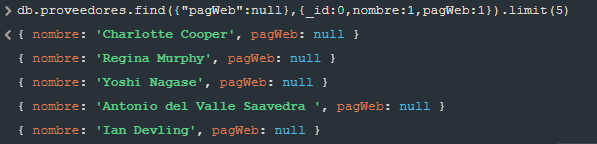 > db.proveedores.find({"pagWeb":null},{_id:0,nombre:1,pagWeb:1}).limit(5)
< { nombre: 'Charlotte Cooper', pagWeb: null }
{ nombre: 'Regina Murphy', pagWeb: null }
{ nombre: 'Yoshi Nagase', pagWeb: null }
{ nombre: 'Antonio del Valle Saavedra ', pagWeb: null }
{ nombre: 'Ian Devling', pagWeb: null }